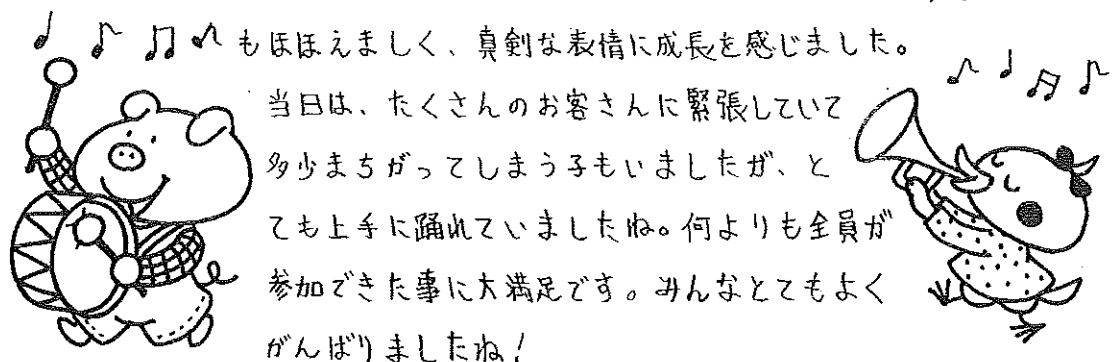 もほほえましく、真剣な表情に成長を感じました。
当日は、たくさんのお客さんに緊張していて
多少まちがってしまう子もいましたが、と
ても上手に踊れていましたね。何よりも全員が
参加できた事に大満足です。みんなとてもよく
がんばりましたね！